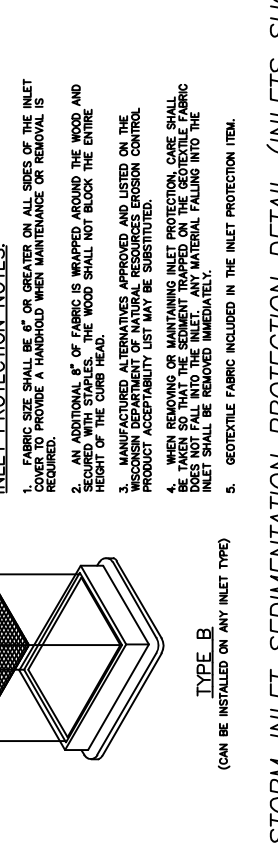 INLET PROTECTION NOTES:
1. FABRIC SIZE SHALL BE 6" OR GREATER ON ALL SIDES OF THE INLET
COVER TO PROVIDE A HANDHOLD WHEN MAINTENANCE OR REMOVAL IS
REQUIRED.
2. AN ADDITIONAL 8" OF FABRIC IS WRAPPED AROUND THE WOOD AND
SECURED WITH STAPLES. THE WOOD SHALL NOT BLOCK THE ENTIRE
HEIGHT OF THE CURB HEAD.
3. MANUFACTURED ALTERNATIVES APPROVED AND LISTED ON THE
WISCONSIN DEPARTMENT OF NATURAL RESOURCES EROSION CONTROL
PRODUCT ACCEPTABILITY LIST MAY BE SUBSTITUTED.
4. WHEN REMOVING OR MAINTAINING INLET PROTECTION, CARE SHALL
BE TAKEN SO THAT THE SEDIMENT TRAPPED ON THE GEOTEXTILE FABRIC
DOES NOT FALL INTO THE INLET. ANY MATERIAL FALLING INTO THE
INLET SHALL BE REMOVED IMMEDIATELY.
5. GEOTEXTILE FABRIC INCLUDED IN THE INLET PROTECTION ITEM.
TYPE B
(CAN BE INSTALLED ON ANY INLET TYPE)
STORM INLET SEDIMENTATION PROTECTION DETAIL (INLETS